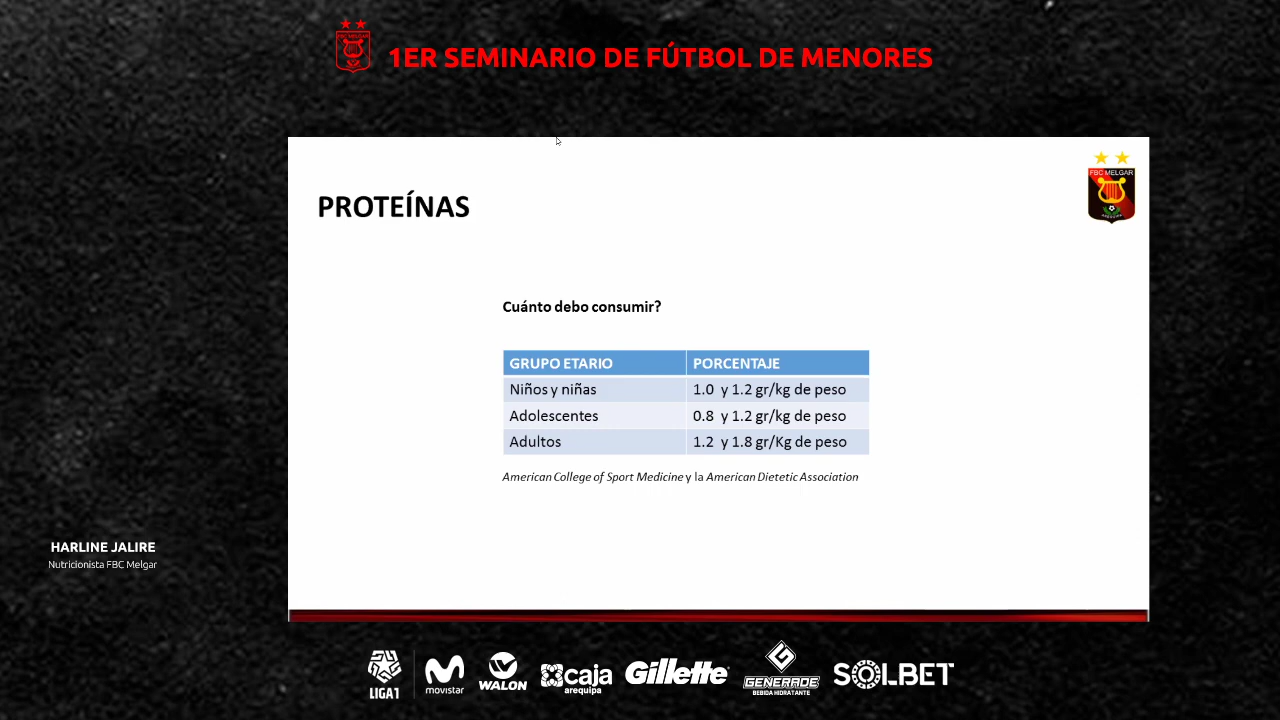 FBC MELGAR
1ER SEMINARIO DE FÚTBOL DE MENORES
FBC MELGAR
PROTEÍNAS
Cuánto debo consumir?
GRUPO ETARIO PORCENTAJE
Niños y niñas 1.0 y 1.2 gr/kg de peso
Adolescentes 0.8 y 1.2 gr/kg de peso
Adultos 1.2 y 1.8 gr/Kg de peso
American College of Sport Medicine y la American Dietetic Association
HARLINE JALIRE
Nutricionista FBC Melgar
LIGA1 movistar WALON caja arequipa Gillette GENERADE BEBIDA HIDRATANTE SOLBET